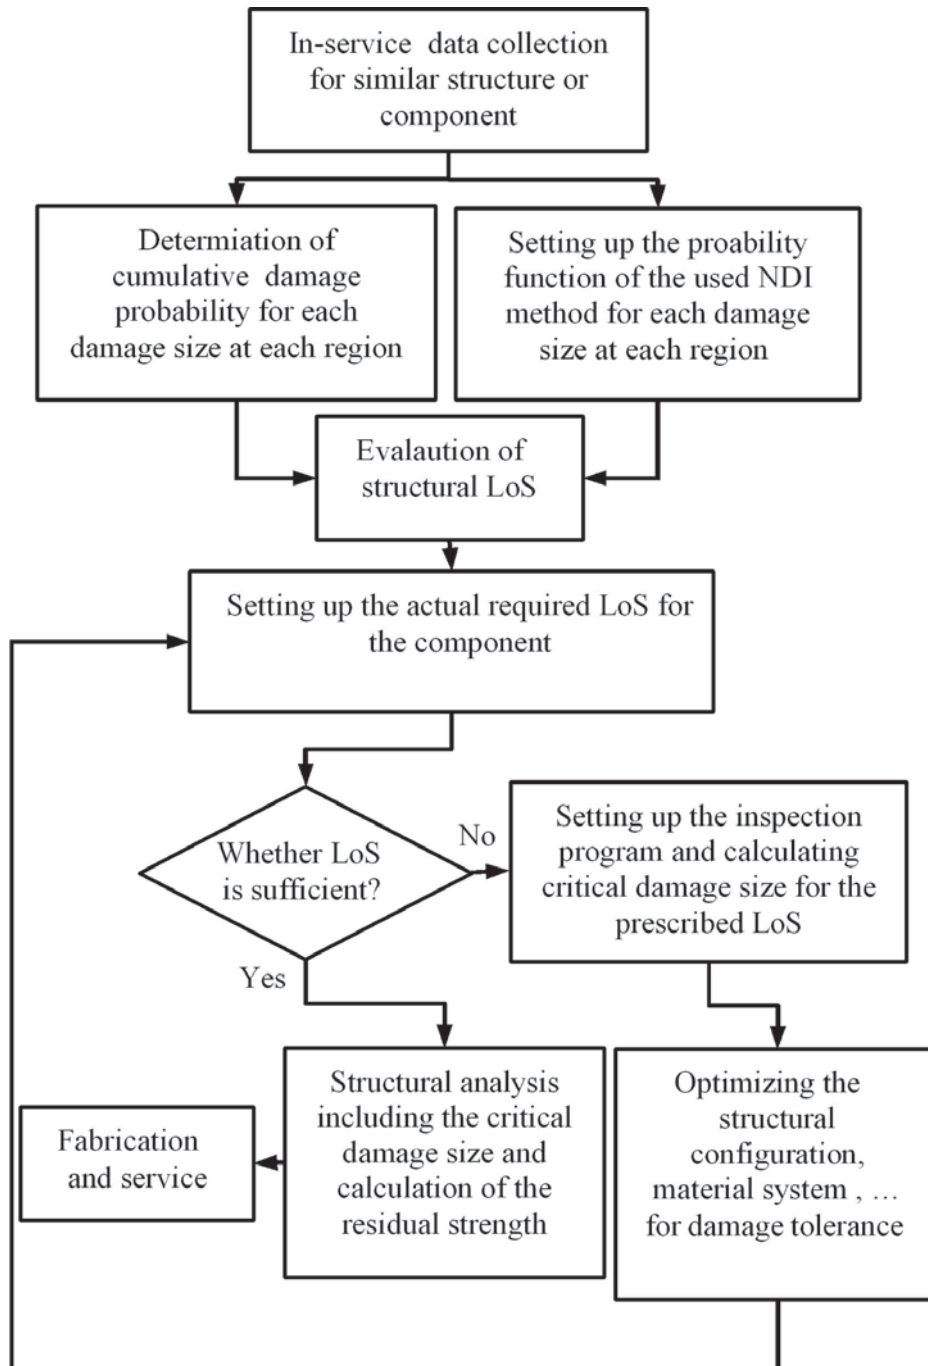 In-service data collection
for similar structure or
component
Determiation of
cumulative damage
probability for each
damage size at each region
Setting up the proability
function of the used NDI
method for each damage
size at each region
Evalaution of
structural LoS
Setting up the actual required LoS for
the component
Whether LoS
is sufficient?
No
Setting up the inspection
program and calculating
critical damage size for the
prescribed LoS
Yes
Structural analysis
including the critical
damage size and
calculation of the
residual strength
Fabrication
and service
Optimizing the
structural
configuration,
material system , ...
for damage tolerance